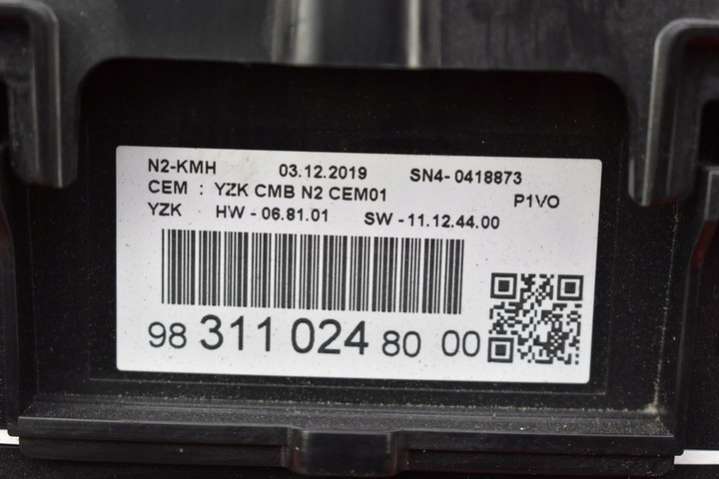 N2-KMH 03.12.2019 SN4- 0418873
CEM : YZK CMB N2 CEM01 P1VO
YZK HW - 06.81.01 SW -11.12.44.00
98 311 024 80 00